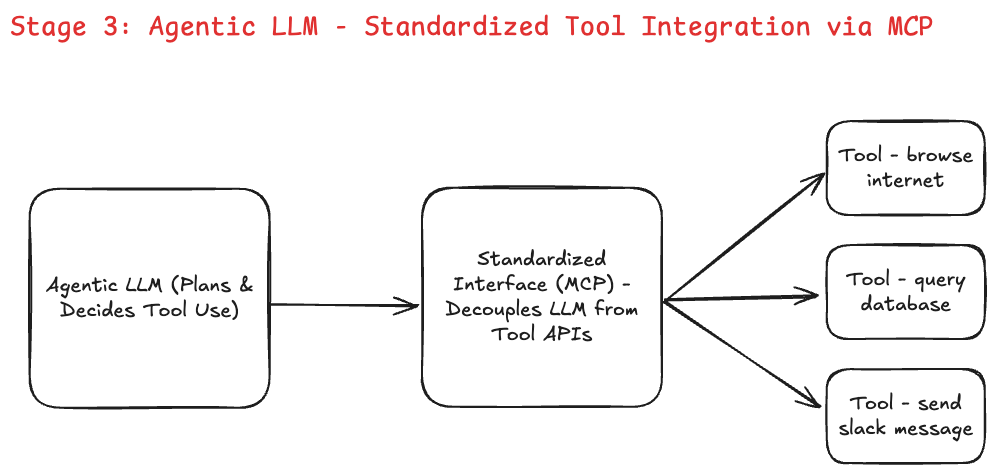 Stage 3: Agentic LLM - Standardized Tool Integration via MCP
Agentic LLM (Plans &
Decides Tool Use)
Standardized
Interface (MCP) -
Decouples LLM from
Tool APIs
Tool - browse
internet
Tool - query
database
Tool - send
slack message